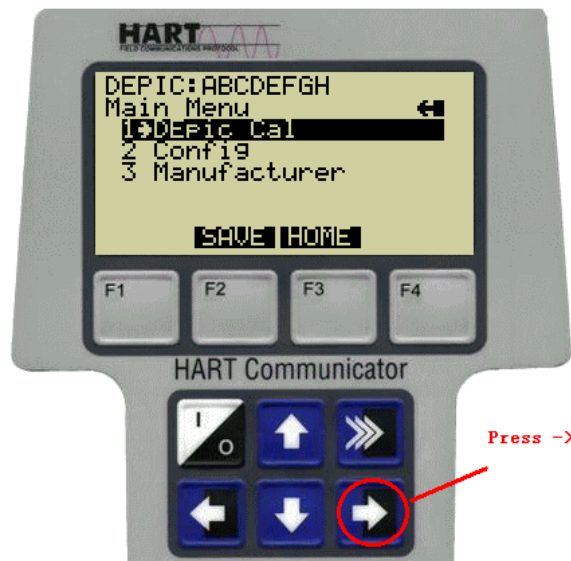 HART
FIELD COMMUNICATIONS PROTOCOL
DEPIC:ABCDEFGH
Main Menu
1→Depic Cal
2 Config
3 Manufacturer
SAVE HOME
F1 F2 F3 F4
HART Communicator
I
O
Press ->